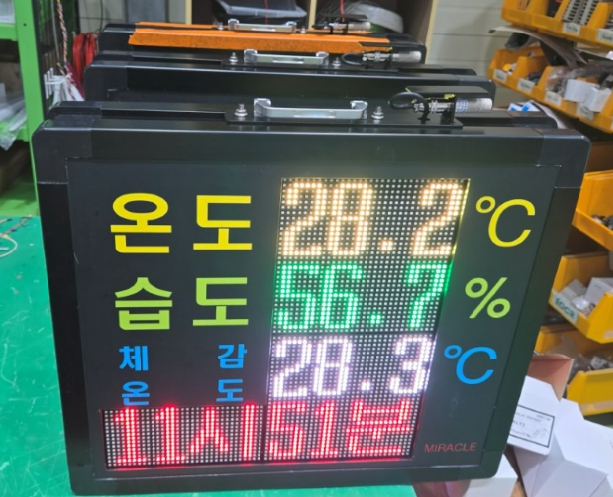 온도 28.2 ℃
습도 56.7 %
체감
온도 28.3 ℃
11시51분
MIRACLE